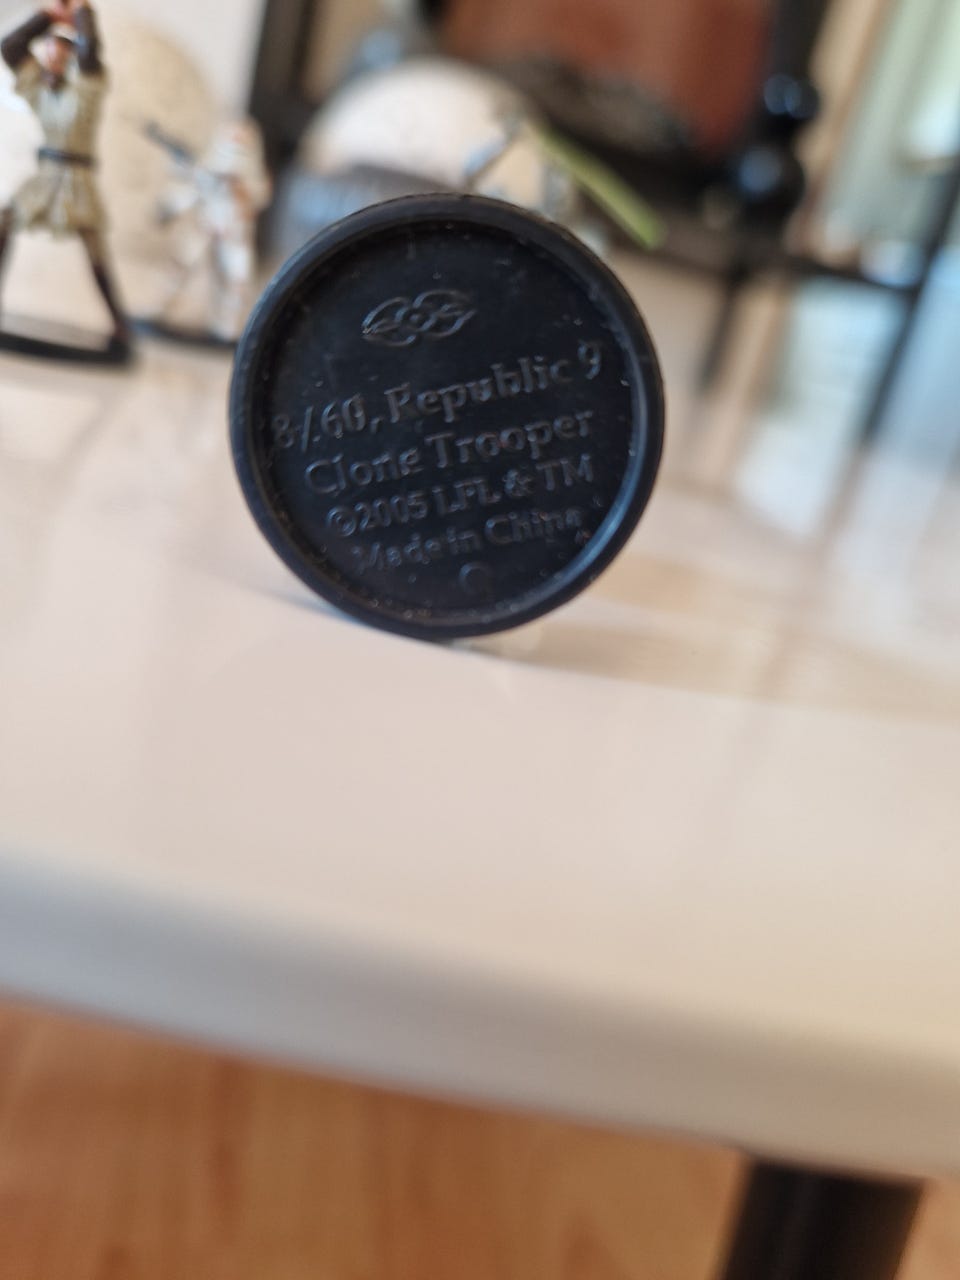 8/60, Republic 9
Clone Trooper
©2005 LFL & TM
Made in China
C